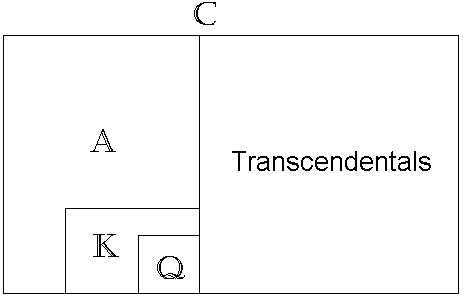 ℂ
𝔸
Transcendentals
𝕂
ℚ